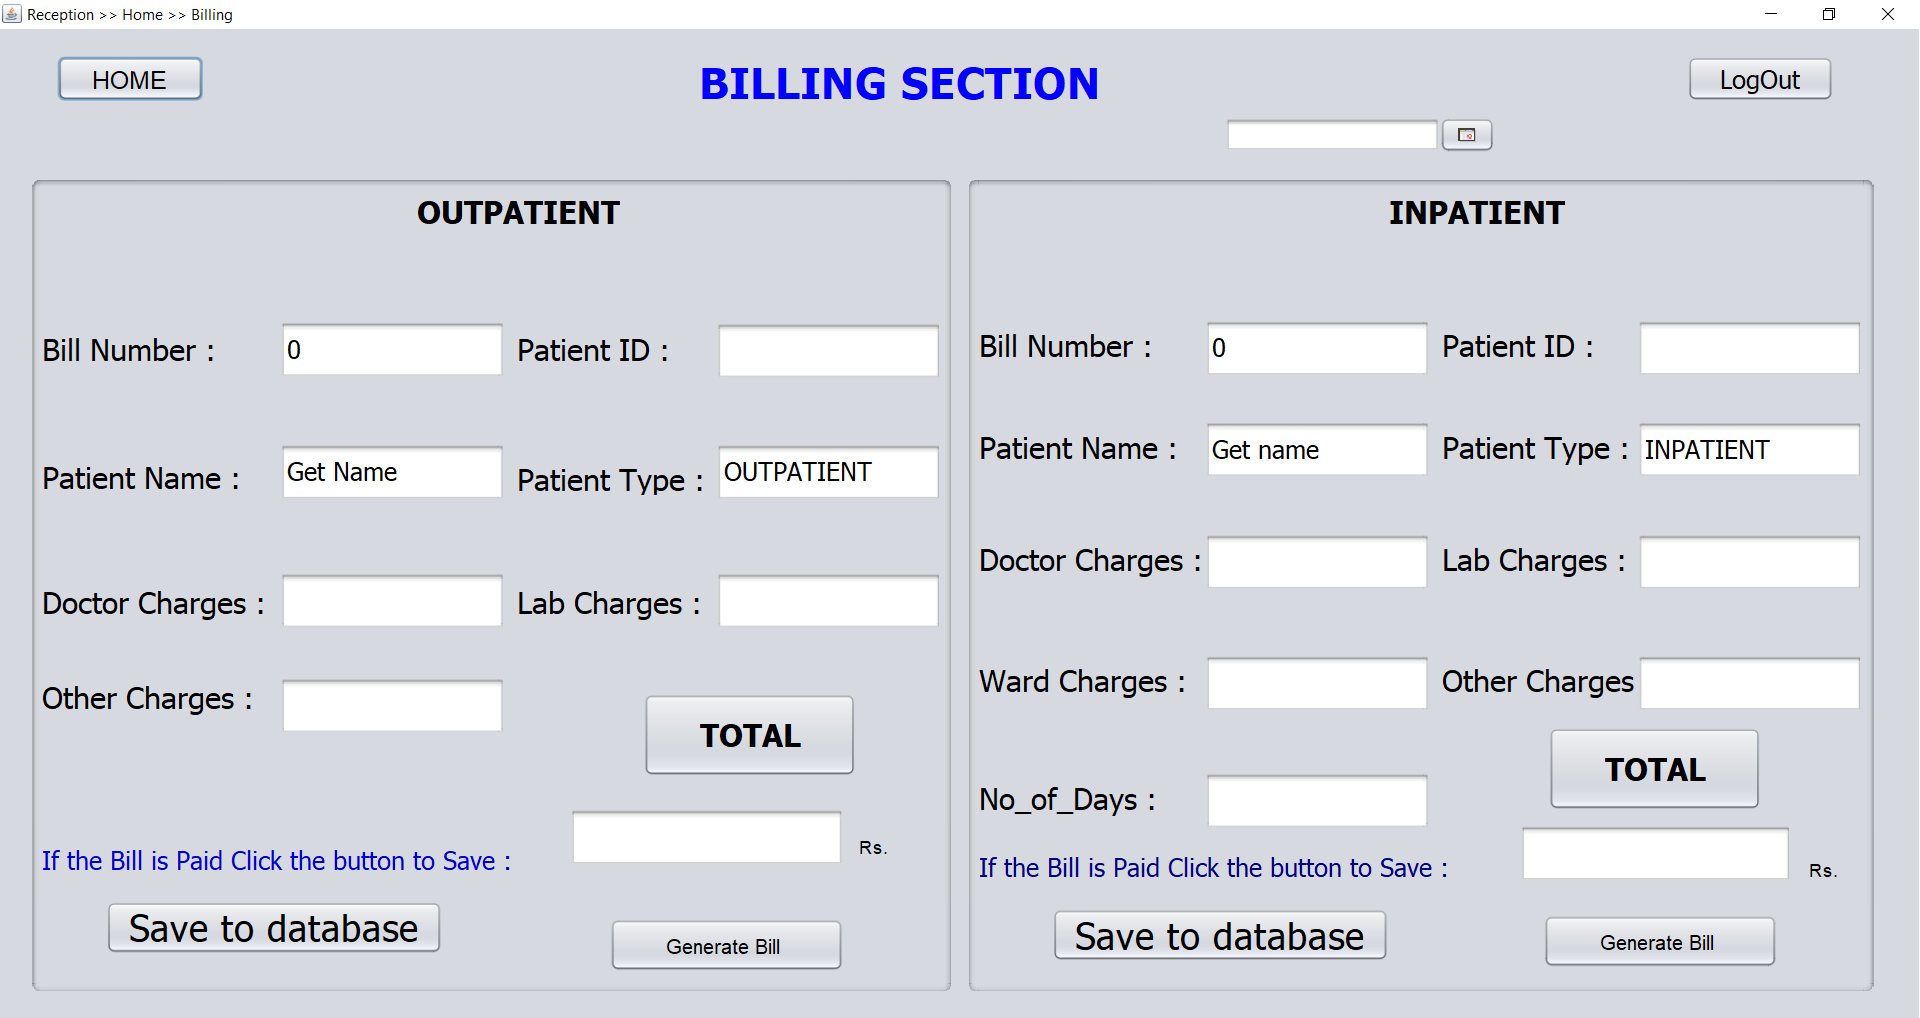 Reception >> Home >> Billing
HOME
BILLING SECTION
LogOut
OUTPATIENT
Bill Number : 0 Patient ID :
Patient Name : Get Name Patient Type : OUTPATIENT
Doctor Charges : Lab Charges :
Other Charges :
TOTAL
Rs.
If the Bill is Paid Click the button to Save :
Save to database
Generate Bill
INPATIENT
Bill Number : 0 Patient ID :
Patient Name : Get name Patient Type : INPATIENT
Doctor Charges : Lab Charges :
Ward Charges : Other Charges
TOTAL
No_of_Days :
If the Bill is Paid Click the button to Save :
Rs.
Save to database
Generate Bill